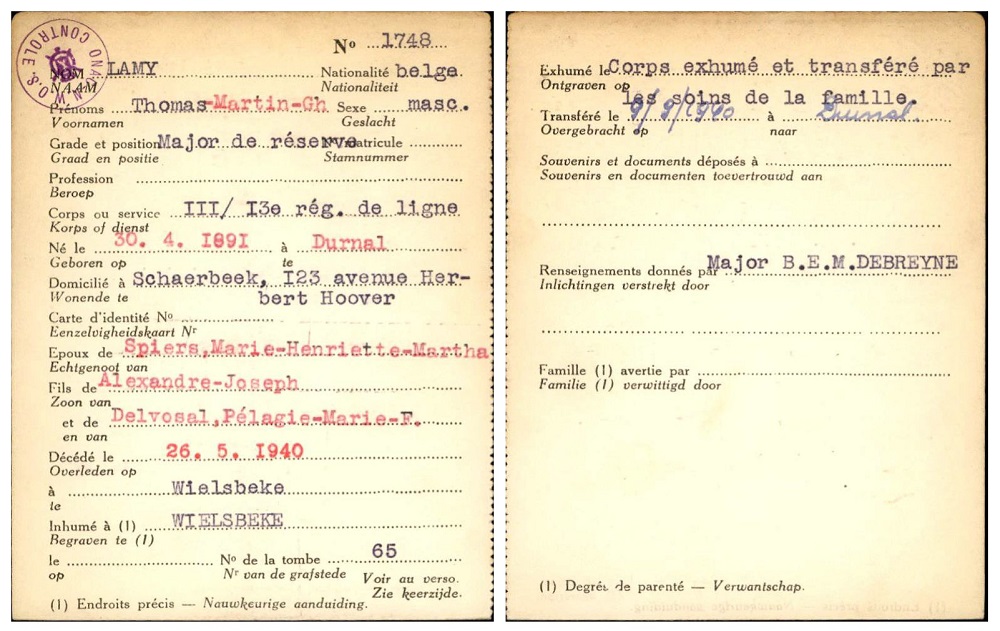 O.N.A.C. W.O. CONTROLE
Nº 1748
NOM LAMY Nationalité belge
NAAM Nationaliteit
Prénoms Thomas-Martin-Gh Sexe masc.
Voornamen Geslacht
Grade et position Major de réserve Nº matricule
Graad en positie Stamnummer
Profession
Beroep
Corps ou service III/ I3e rég. de ligne
Korps of dienst
Né le 30. 4. I89I à Durnal
Geboren op te
Domicilié à Schaerbeek, I23 avenue Her-
Wonende te bert Hoover
Carte d'identité Nº
Eenzelvigheidskaart Nr
Epoux de Spiers,Marie-Henriette-Martha
Echtgenoot van
Fils de Alexandre-Joseph
Zoon van
et de Delvosal,Pélagie-Marie-F.
en van
Décédé le 26. 5. I940
Overleden op
à Wielsbeke
te
Inhumé à (1) WIELSBEKE
Begraven te (1)
le Nº de la tombe 65
op Nr van de grafstede Voir au verso.
Zie keerzijde.
(1) Endroits précis — Nauwkeurige aanduiding.
Exhumé le Corps exhumé et transféré par
Ontgraven op les soins de la famille
Transféré le 9/9/1940 à Durnal.
Overgebracht op naar
Souvenirs et documents déposés à
Souvenirs en documenten toevertrouwd aan
Renseignements donnés par Major B.E.M.DEBREYNE
Inlichtingen verstrekt door
Famille (1) avertie par
Familie (1) verwittigd door
(1) Degrés de parenté — Verwantschap.